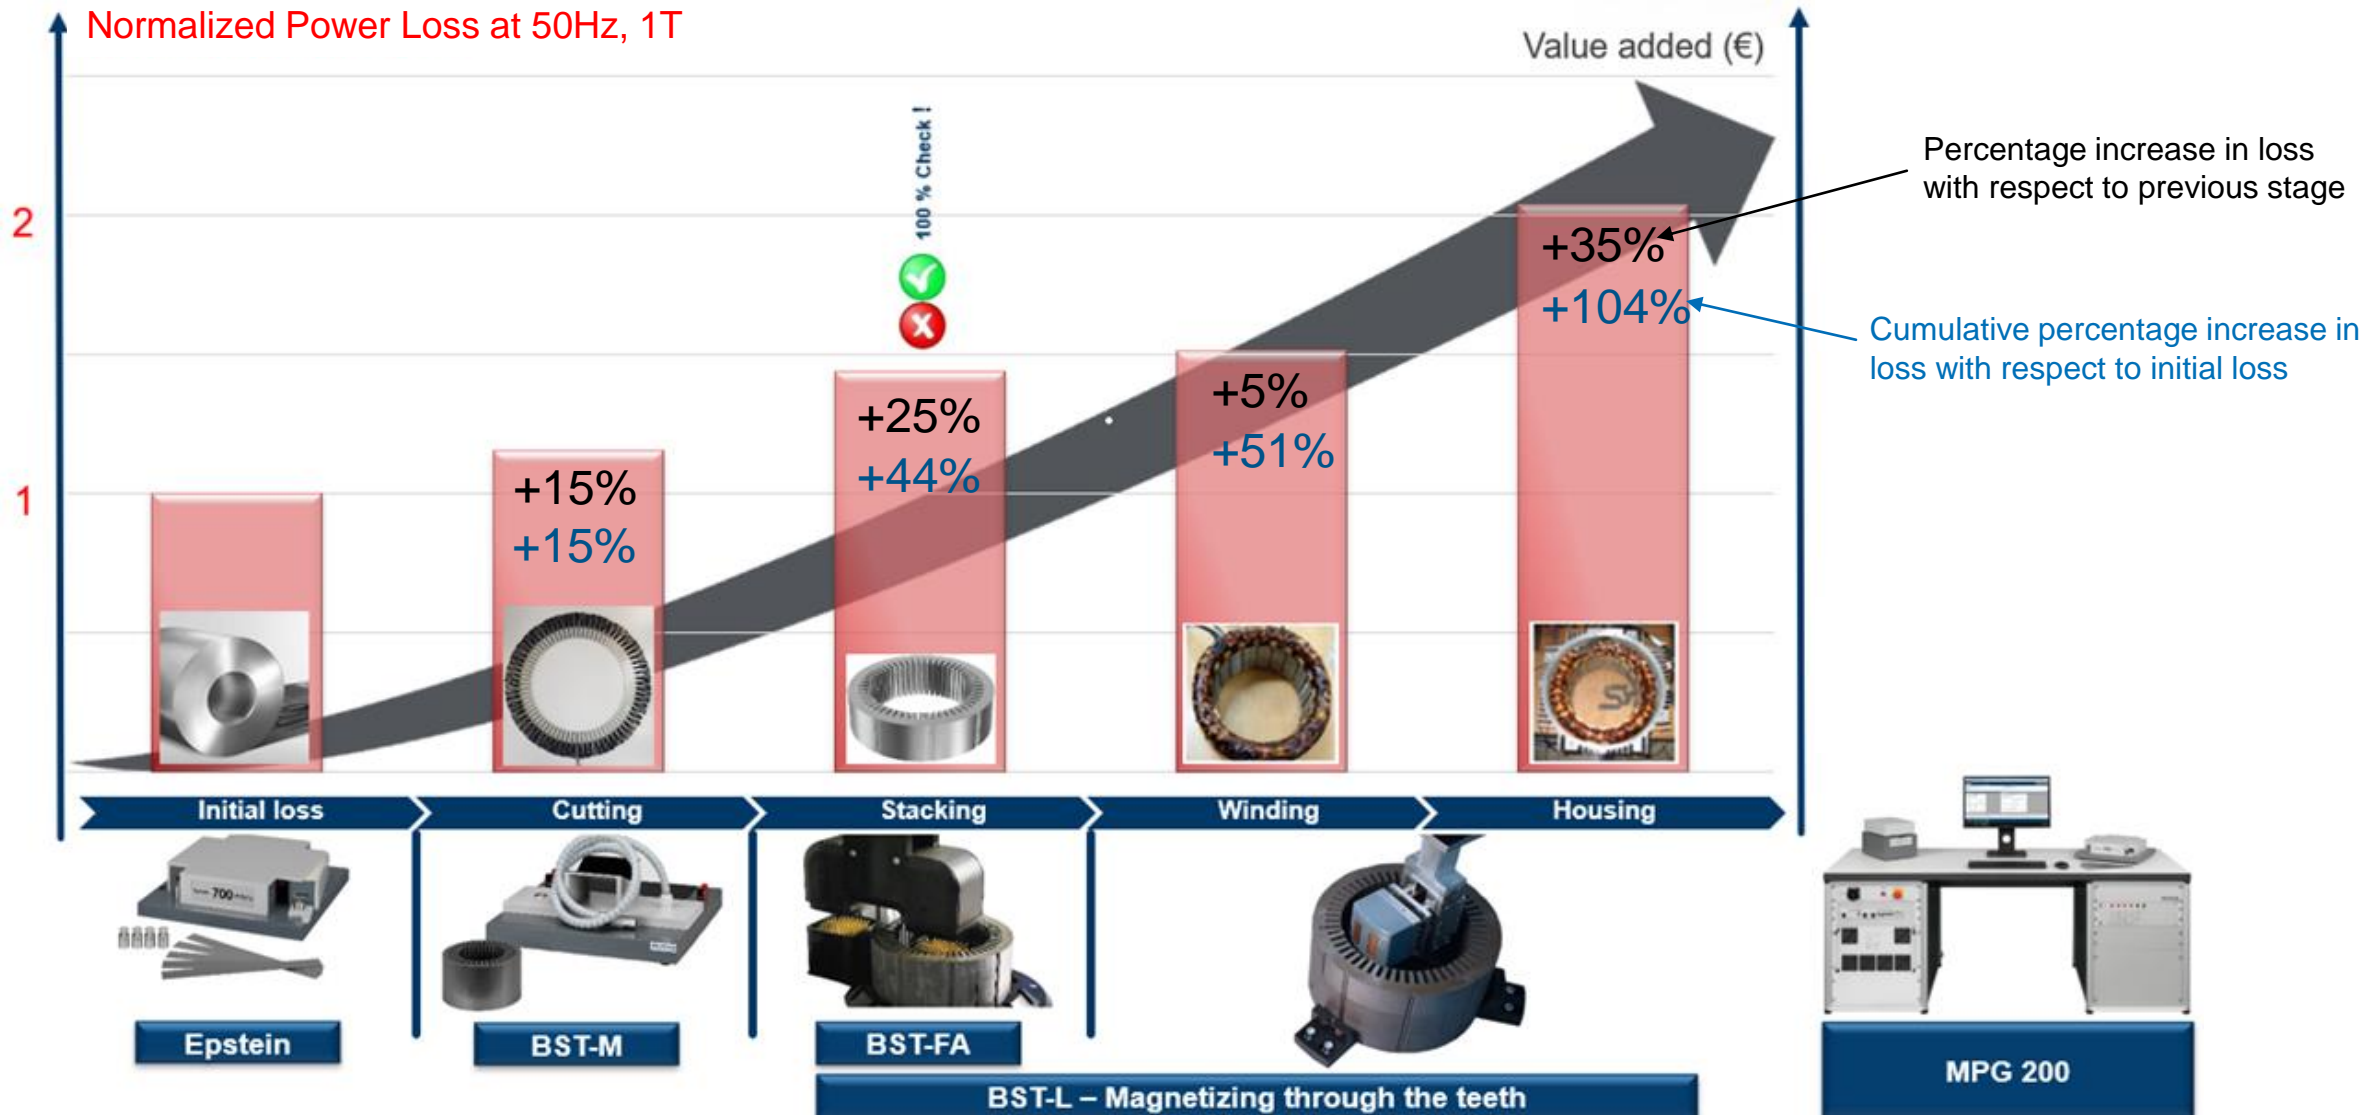 Normalized Power Loss at 50Hz, 1T
Value added (€)
100 % Check !
2
1
Percentage increase in loss
with respect to previous stage
Cumulative percentage increase in
loss with respect to initial loss
+15%
+15%
+25%
+44%
+5%
+51%
+35%
+104%
Initial loss
Cutting
Stacking
Winding
Housing
700
Epstein
BST-M
BST-FA
BST-L – Magnetizing through the teeth
MPG 200